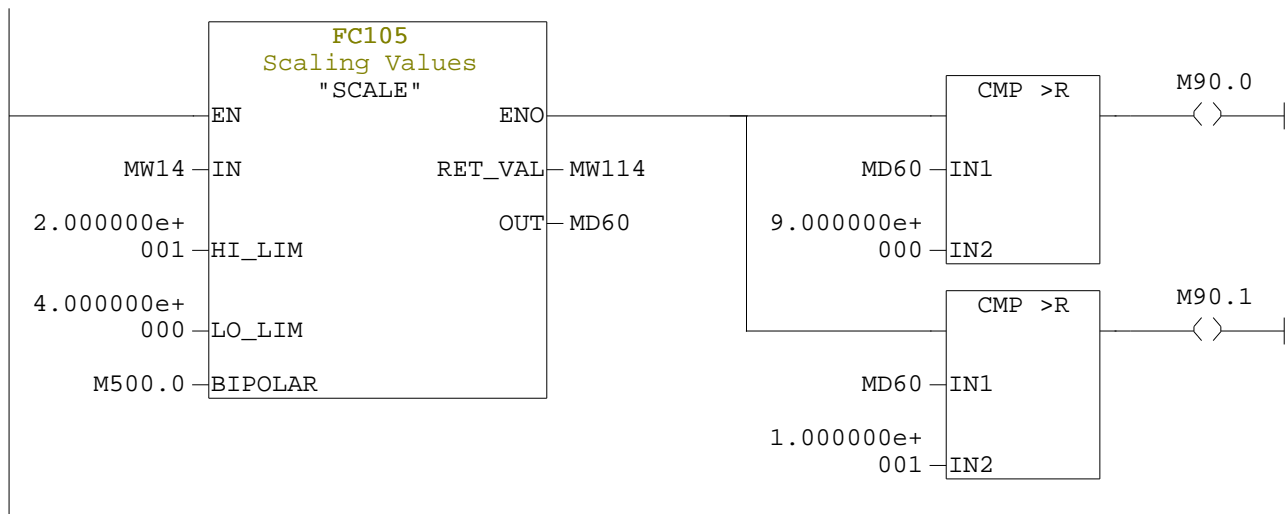 FC105
Scaling Values
"SCALE"
EN ENO
MW14 IN RET_VAL MW114
2.000000e+ OUT MD60
001 HI_LIM
4.000000e+
000 LO_LIM
M500.0 BIPOLAR
CMP >R M90.0
MD60 IN1
9.000000e+
000 IN2
CMP >R M90.1
MD60 IN1
1.000000e+
001 IN2